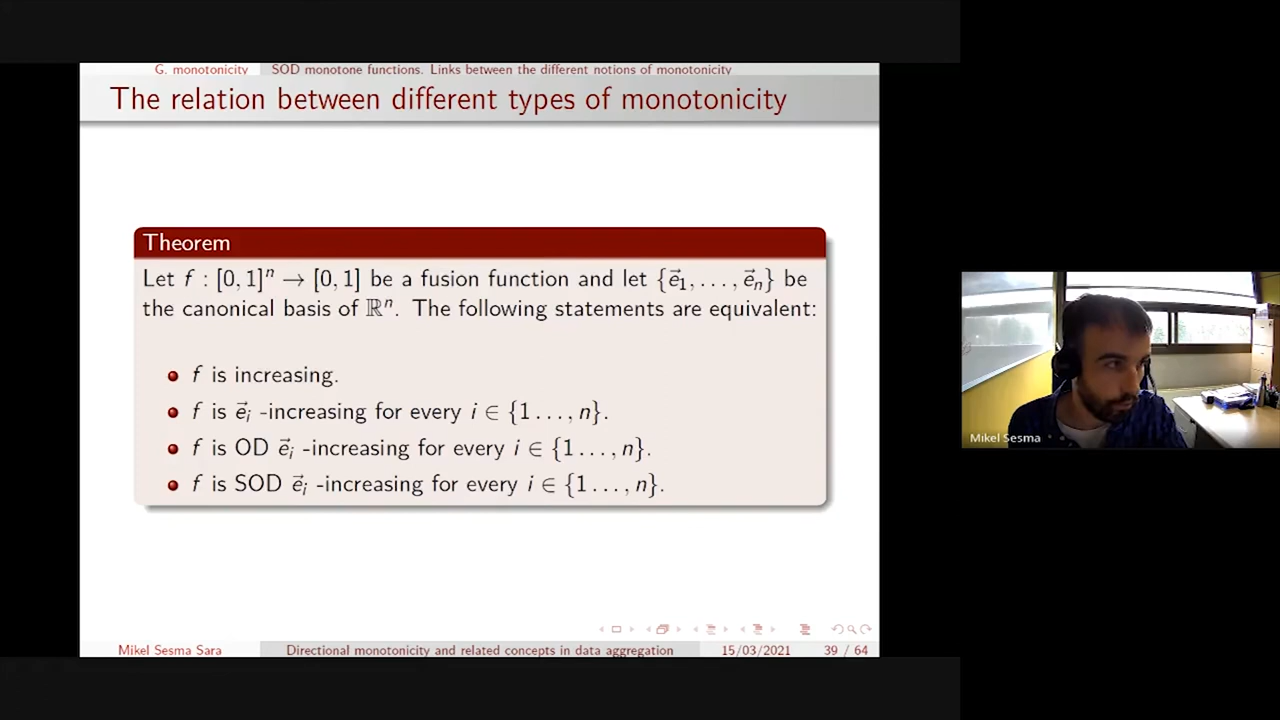 G. monotonicity SOD monotone functions. Links between the different notions of monotonicity
The relation between different types of monotonicity
Theorem
Let f : [0, 1]ⁿ → [0, 1] be a fusion function and let {e⃗₁, . . . , e⃗ₙ} be
the canonical basis of ℝⁿ. The following statements are equivalent:
f is increasing.
f is e⃗ᵢ -increasing for every i ∈ {1 . . . , n}.
f is OD e⃗ᵢ -increasing for every i ∈ {1 . . . , n}.
f is SOD e⃗ᵢ -increasing for every i ∈ {1 . . . , n}.
Mikel Sesma
Mikel Sesma Sara Directional monotonicity and related concepts in data aggregation 15/03/2021 39 / 64